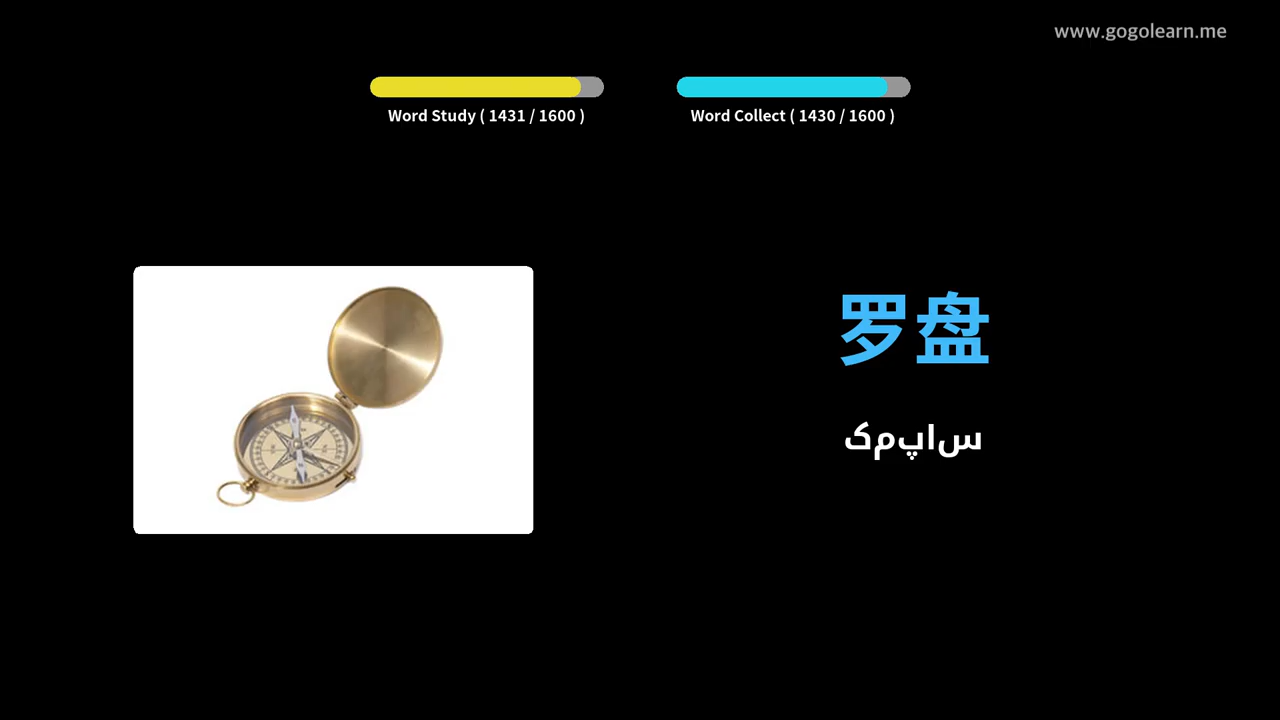 www.gogolearn.me
Word Study ( 1431 / 1600 )
Word Collect ( 1430 / 1600 )
罗盘
کمپاس